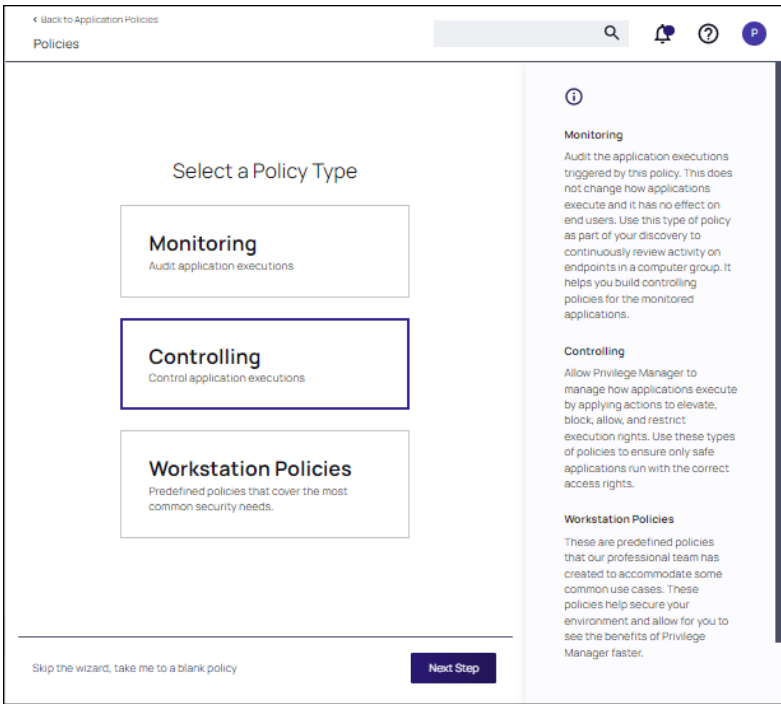 Back to Application Policies
Policies
P
Select a Policy Type
Monitoring
Audit application executions
Controlling
Control application executions
Workstation Policies
Predefined policies that cover the most
common security needs.
Skip the wizard, take me to a blank policy
Next Step
Monitoring
Audit the application executions
triggered by this policy. This does
not change how applications
execute and it has no effect on
end users. Use this type of policy
as part of your discovery to
continuously review activity on
endpoints in a computer group. It
helps you build controlling
policies for the monitored
applications.
Controlling
Allow Privilege Manager to
manage how applications execute
by applying actions to elevate,
block, allow, and restrict
execution rights. Use these types
of policies to ensure only safe
applications run with the correct
access rights.
Workstation Policies
These are predefined policies
that our professional team has
created to accommodate some
common use cases. These
policies help secure your
environment and allow for you to
see the benefits of Privilege
Manager faster.